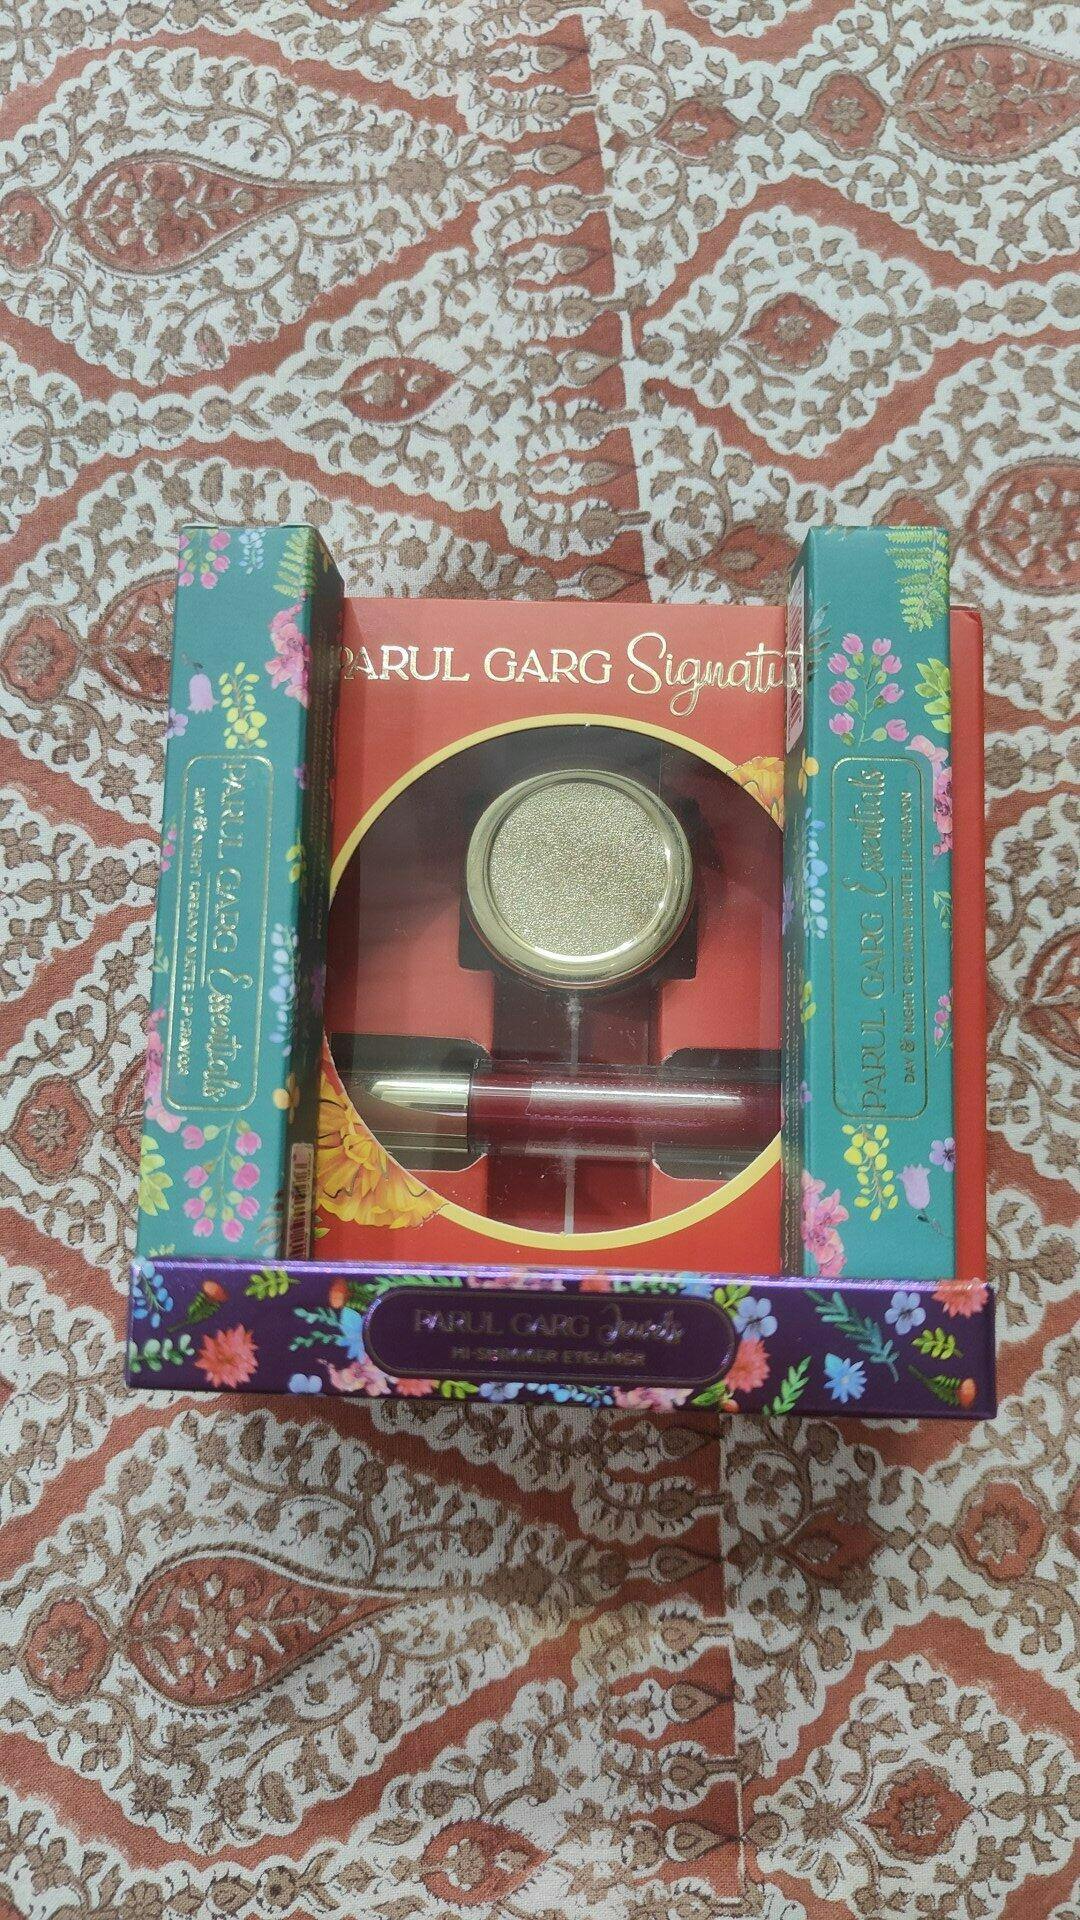 PARUL GARG Signatu
PARUL GARG Essentials
DAY & NIGHT CREAMY MATTE LIP CRAYON
PARUL GARG Essentials
DAY & NIGHT CREAMY MATTE LIP CRAYON
PARUL GARG Jewels
HI-SHIMMER EYELINER